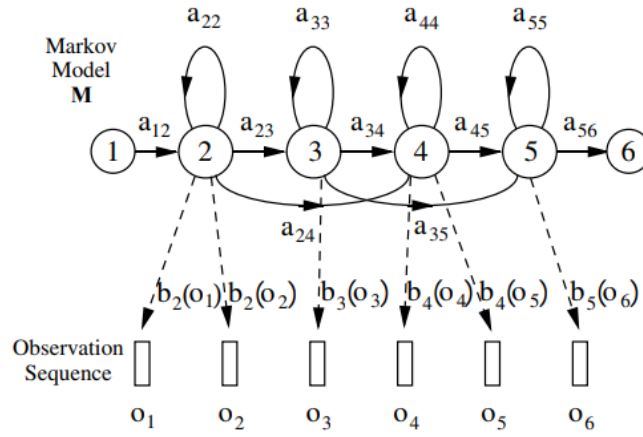 a₂₂ a₃₃ a₄₄ a₅₅
Markov
Model
M
a₁₂ a₂₃ a₃₄ a₄₅ a₅₆
1 2 3 4 5 6
a₂₄ a₃₅
b₂(o₁) b₂(o₂) b₃(o₃) b₄(o₄) b₄(o₅) b₅(o₆)
Observation
Sequence
o₁ o₂ o₃ o₄ o₅ o₆